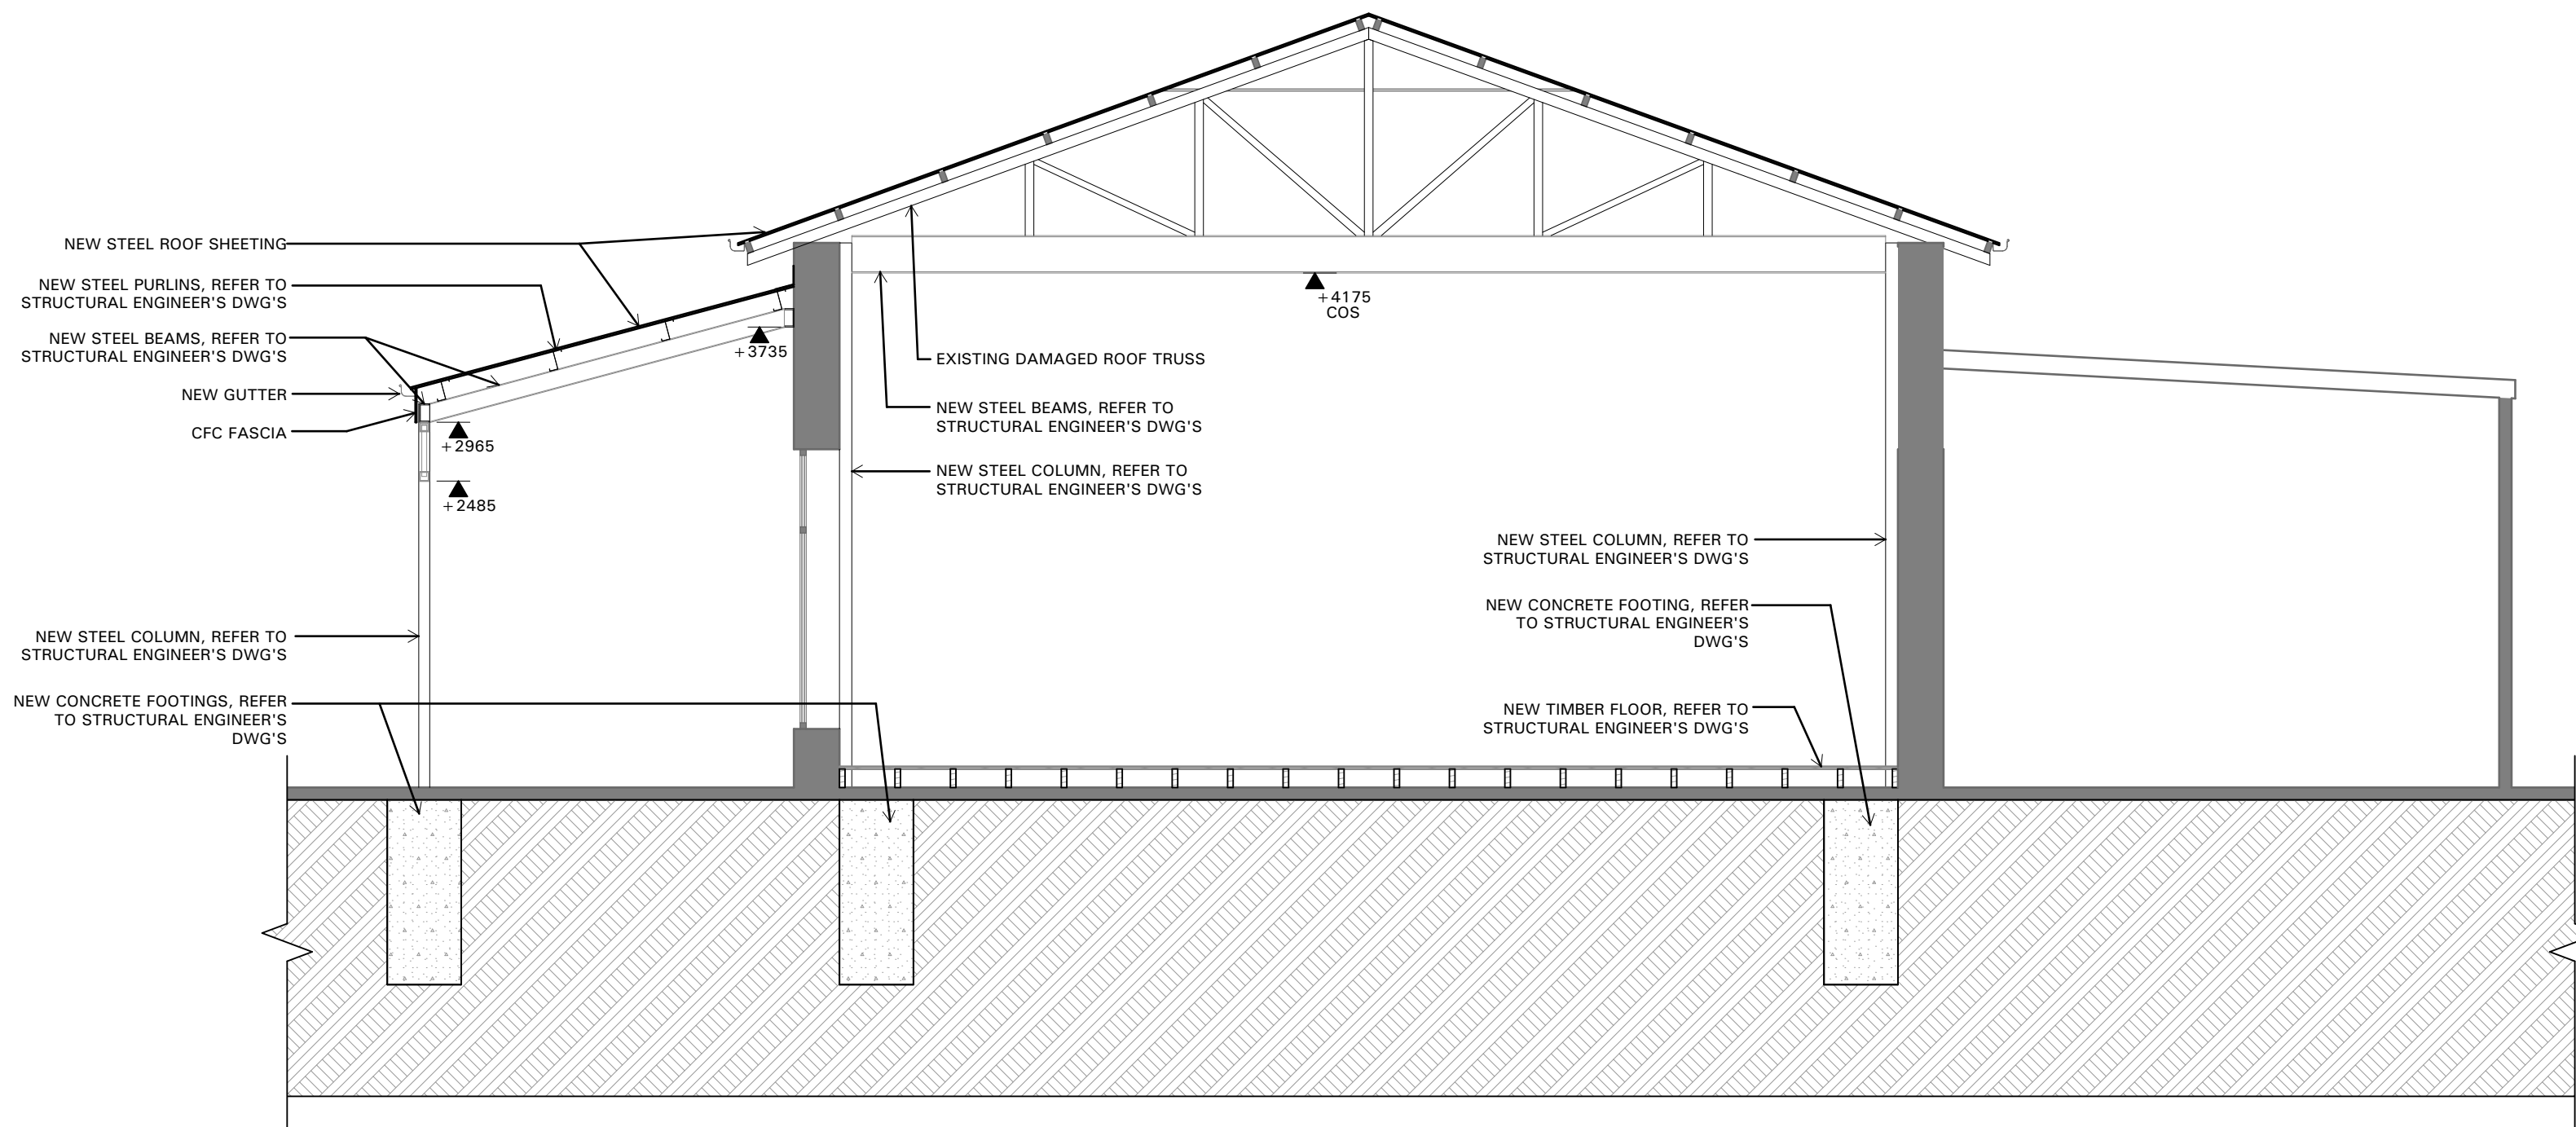 NEW STEEL ROOF SHEETING
NEW STEEL PURLINS, REFER TO
STRUCTURAL ENGINEER'S DWG'S
NEW STEEL BEAMS, REFER TO
STRUCTURAL ENGINEER'S DWG'S
NEW GUTTER
CFC FASCIA
+2965
+2485
+3735
+4175
COS
EXISTING DAMAGED ROOF TRUSS
NEW STEEL BEAMS, REFER TO
STRUCTURAL ENGINEER'S DWG'S
NEW STEEL COLUMN, REFER TO
STRUCTURAL ENGINEER'S DWG'S
NEW STEEL COLUMN, REFER TO
STRUCTURAL ENGINEER'S DWG'S
NEW CONCRETE FOOTING, REFER
TO STRUCTURAL ENGINEER'S
DWG'S
NEW TIMBER FLOOR, REFER TO
STRUCTURAL ENGINEER'S DWG'S
NEW STEEL COLUMN, REFER TO
STRUCTURAL ENGINEER'S DWG'S
NEW CONCRETE FOOTINGS, REFER
TO STRUCTURAL ENGINEER'S
DWG'S